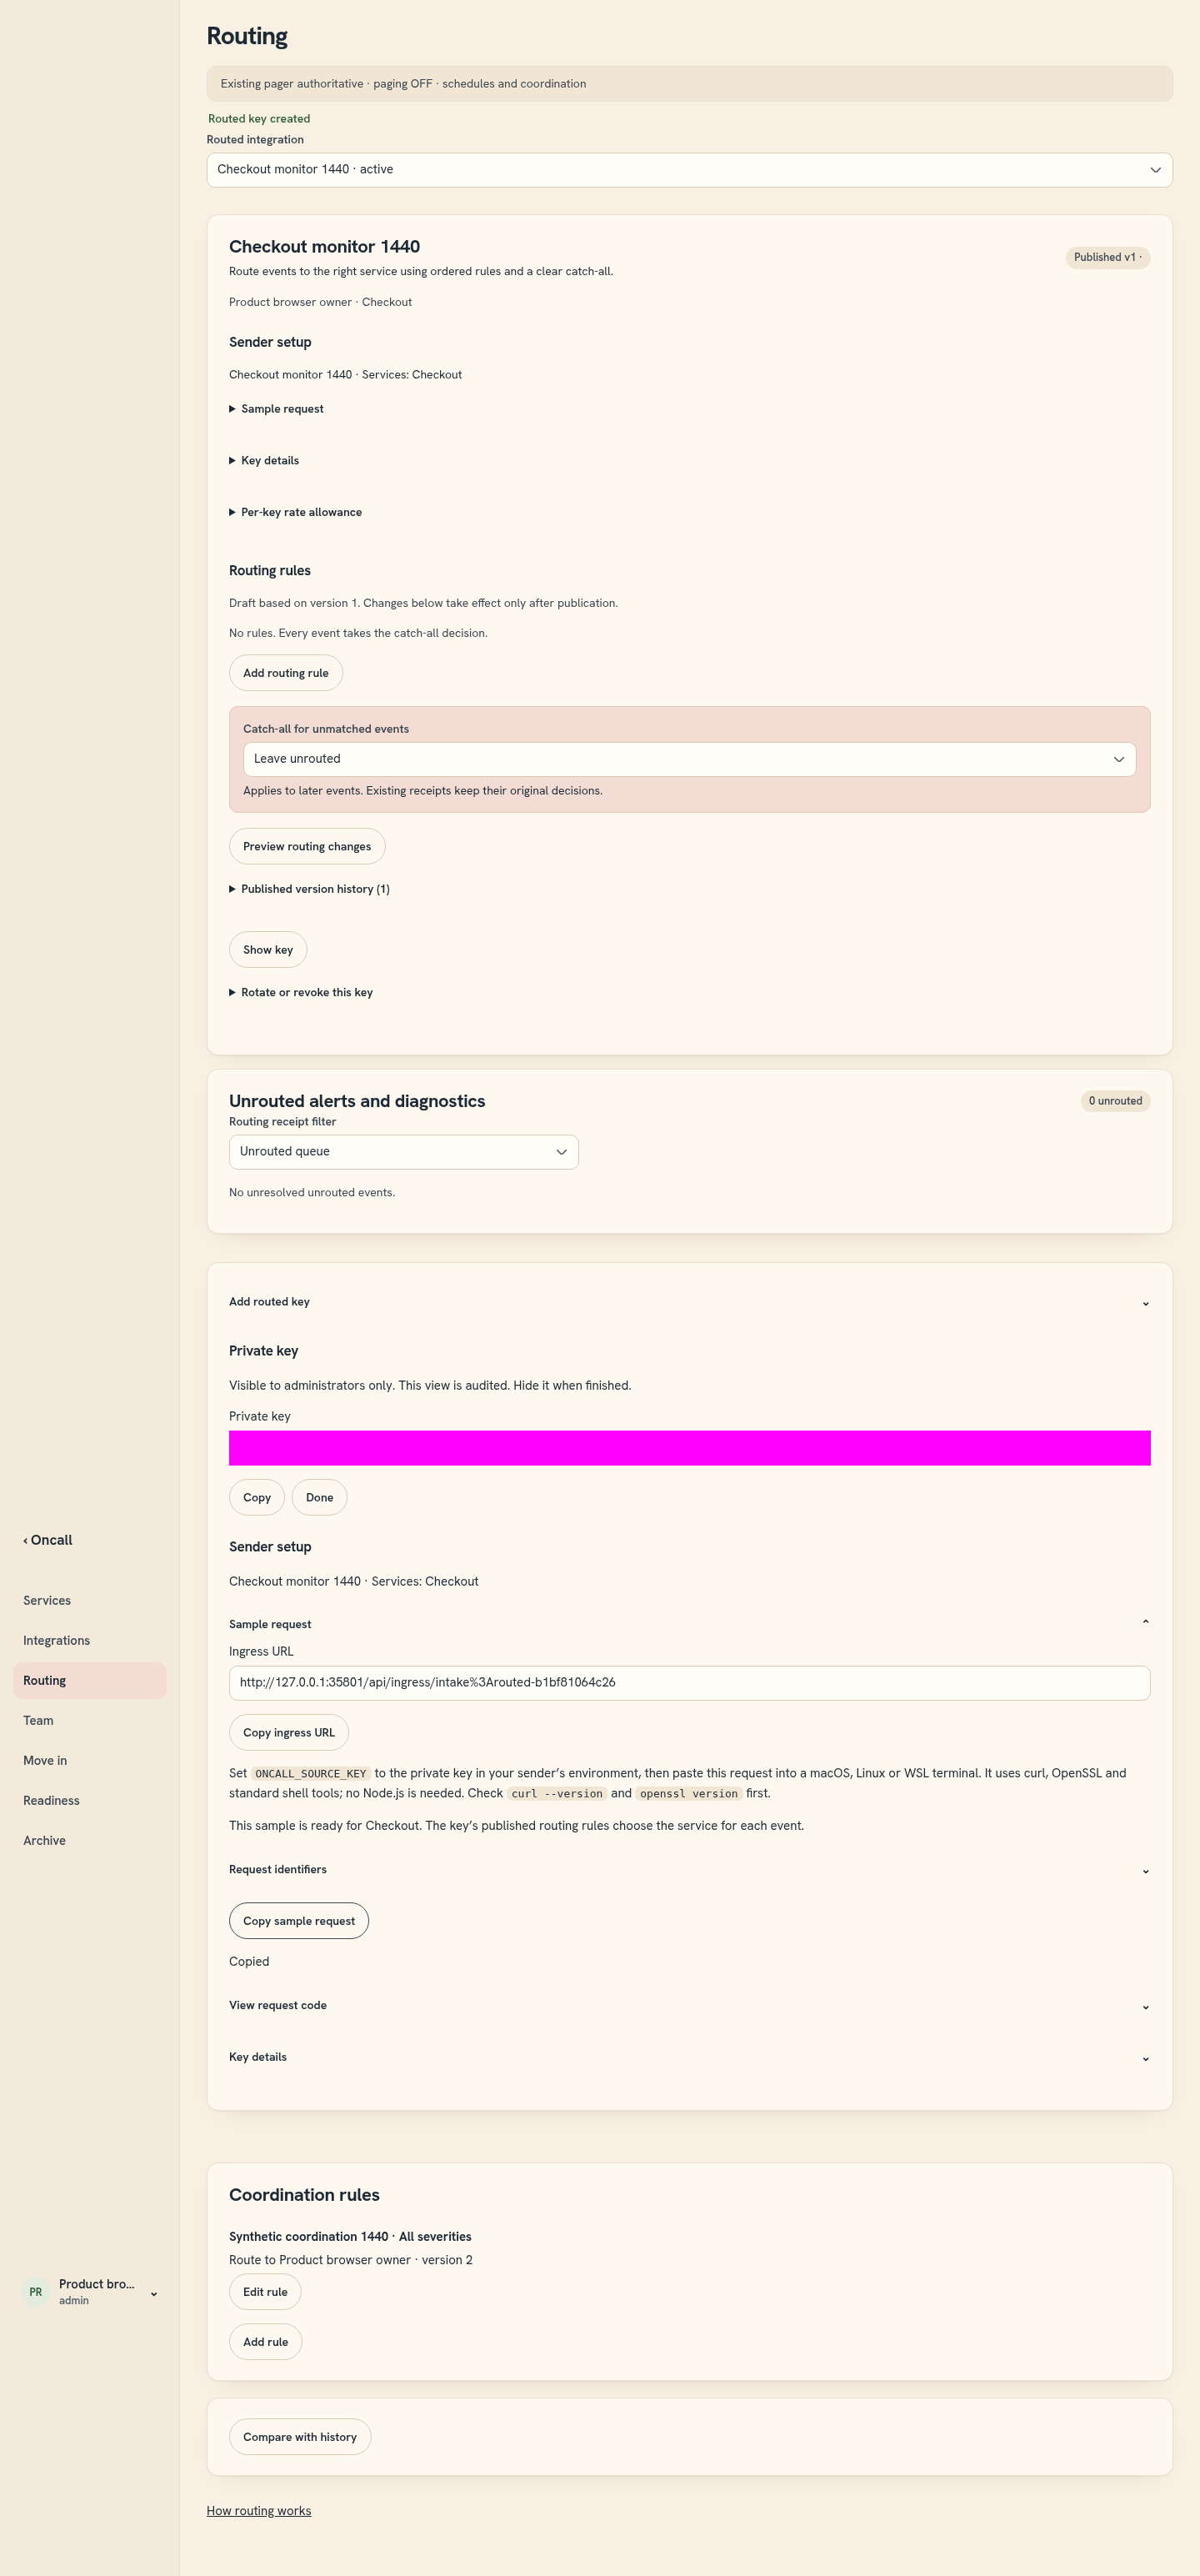 Routing
Existing pager authoritative · paging OFF · schedules and coordination
Routed key created
Routed integration
Checkout monitor 1440 · active
Checkout monitor 1440
Published v1 ·
Route events to the right service using ordered rules and a clear catch-all.
Product browser owner · Checkout
Sender setup
Checkout monitor 1440 · Services: Checkout
Sample request
Key details
Per-key rate allowance
Routing rules
Draft based on version 1. Changes below take effect only after publication.
No rules. Every event takes the catch-all decision.
Add routing rule
Catch-all for unmatched events
Leave unrouted
Applies to later events. Existing receipts keep their original decisions.
Preview routing changes
Published version history (1)
Show key
Rotate or revoke this key
Unrouted alerts and diagnostics
0 unrouted
Routing receipt filter
Unrouted queue
No unresolved unrouted events.
Add routed key
Private key
Visible to administrators only. This view is audited. Hide it when finished.
Private key
Copy
Done
Sender setup
Checkout monitor 1440 · Services: Checkout
Sample request
Ingress URL
http://127.0.0.1:35801/api/ingress/intake%3Arouted-b1bf81064c26
Copy ingress URL
Set ONCALL_SOURCE_KEY to the private key in your sender’s environment, then paste this request into a macOS, Linux or WSL terminal. It uses curl, OpenSSL and
standard shell tools; no Node.js is needed. Check curl --version and openssl version first.
This sample is ready for Checkout. The key’s published routing rules choose the service for each event.
Request identifiers
Copy sample request
Copied
View request code
Key details
Coordination rules
Synthetic coordination 1440 · All severities
Route to Product browser owner · version 2
Edit rule
Add rule
Compare with history
How routing works
‹ Oncall
Services
Integrations
Routing
Team
Move in
Readiness
Archive
PR
Product bro...
admin